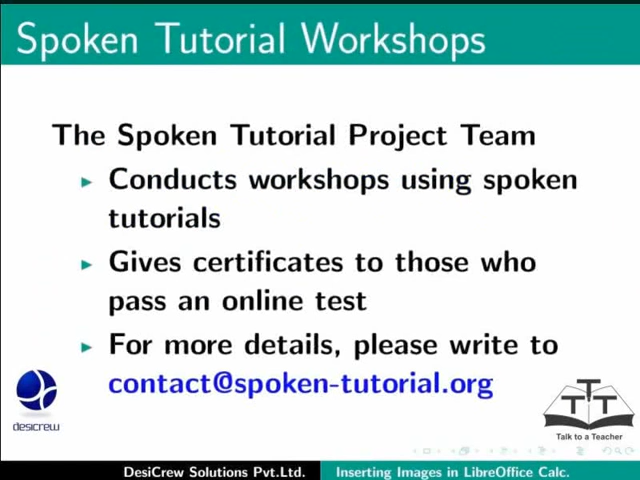 Spoken Tutorial Workshops
The Spoken Tutorial Project Team
Conducts workshops using spoken
tutorials
Gives certificates to those who
pass an online test
For more details, please write to
contact@spoken-tutorial.org
desicrew
T T T
Talk to a Teacher
DesiCrew Solutions Pvt.Ltd.
Inserting Images in LibreOffice Calc.